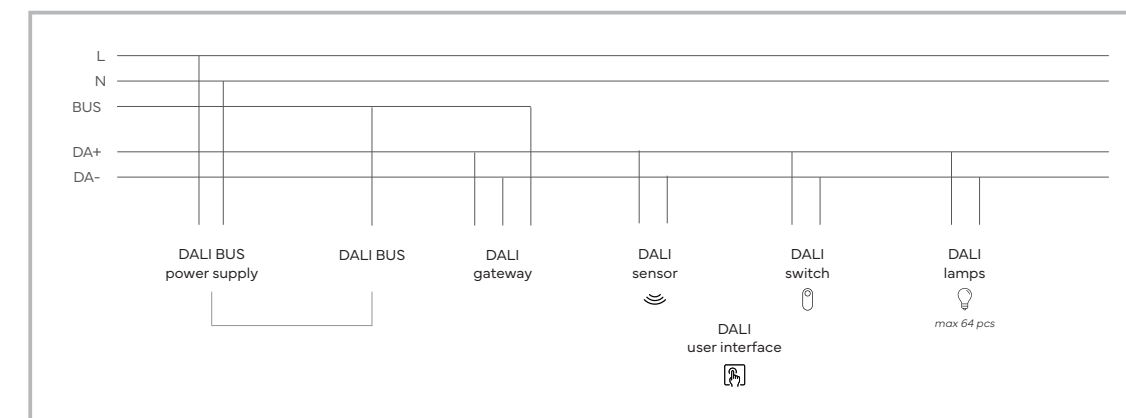 L
N
BUS
DA+
DA-
DALI BUS
power supply
DALI BUS
DALI
gateway
DALI
sensor
DALI
switch
DALI
lamps
max 64 pcs
DALI
user interface